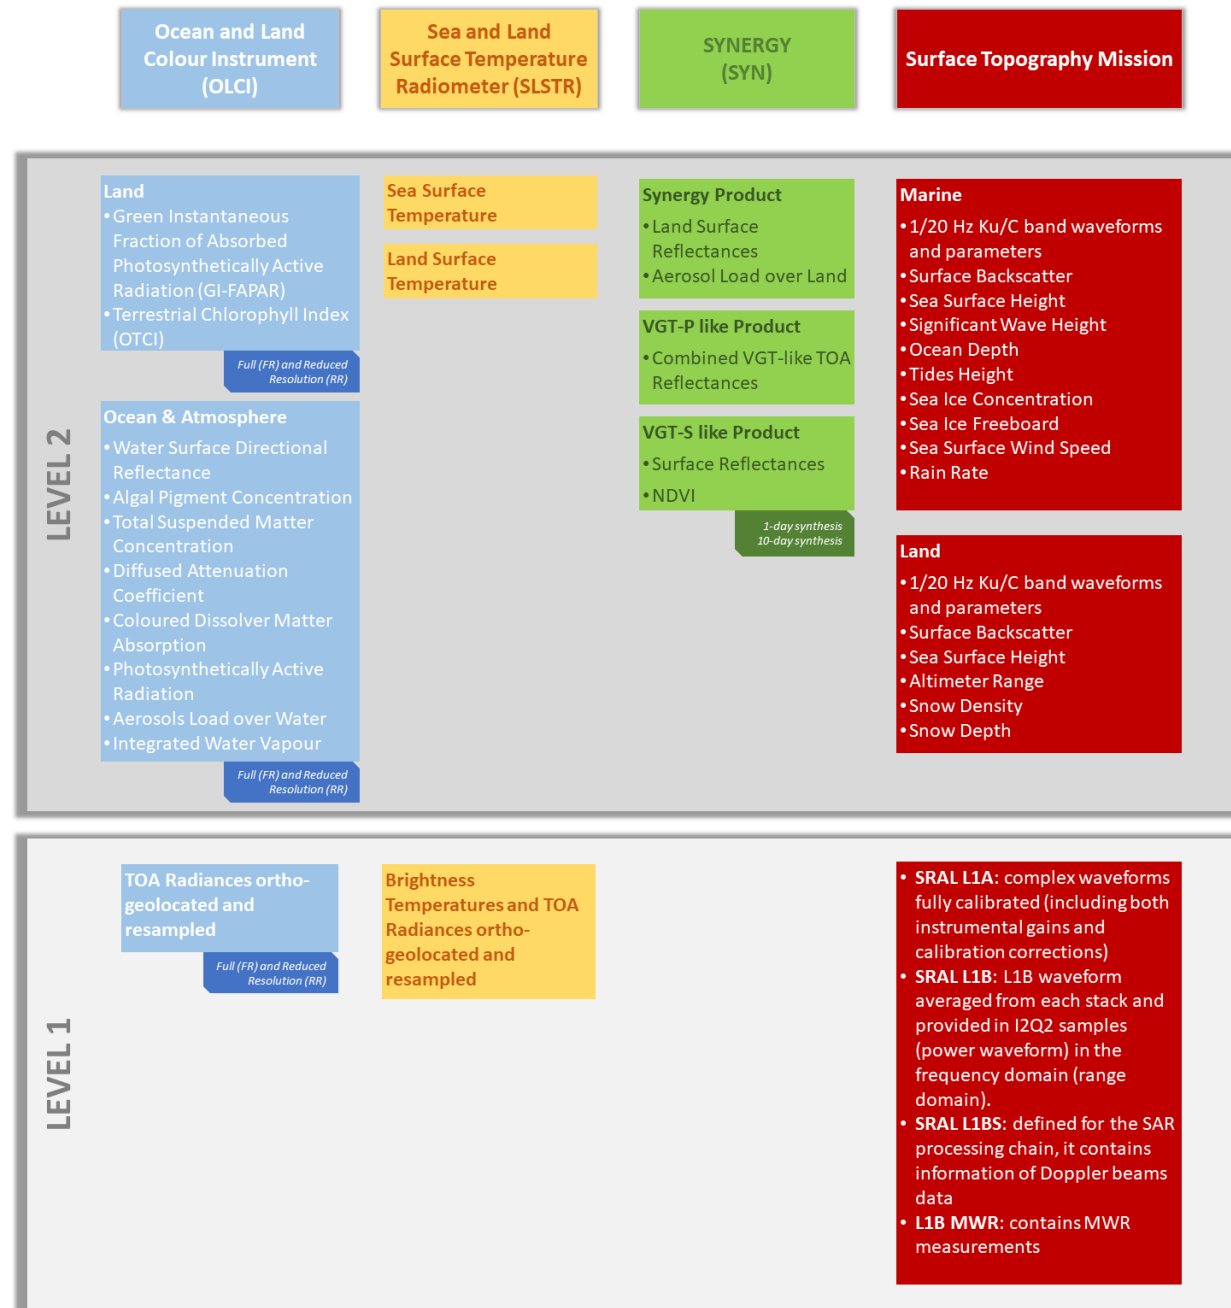 Ocean and Land
Colour Instrument
(OLCI)
Sea and Land
Surface Temperature
Radiometer (SLSTR)
SYNERGY
(SYN)
Surface Topography Mission
LEVEL 2
Land
• Green Instantaneous
Fraction of Absorbed
Photosynthetically Active
Radiation (GI-FAPAR)
• Terrestrial Chlorophyll Index
(OTCI)
Full (FR) and Reduced
Resolution (RR)
Ocean & Atmosphere
• Water Surface Directional
Reflectance
• Algal Pigment Concentration
• Total Suspended Matter
Concentration
• Diffused Attenuation
Coefficient
• Coloured Dissolver Matter
Absorption
• Photosynthetically Active
Radiation
• Aerosols Load over Water
• Integrated Water Vapour
Full (FR) and Reduced
Resolution (RR)
Sea Surface
Temperature
Land Surface
Temperature
Synergy Product
• Land Surface
Reflectances
• Aerosol Load over Land
VGT-P like Product
• Combined VGT-like TOA
Reflectances
VGT-S like Product
• Surface Reflectances
• NDVI
1-day synthesis
10-day synthesis
Marine
• 1/20 Hz Ku/C band waveforms
and parameters
• Surface Backscatter
• Sea Surface Height
• Significant Wave Height
• Ocean Depth
• Tides Height
• Sea Ice Concentration
• Sea Ice Freeboard
• Sea Surface Wind Speed
• Rain Rate
Land
• 1/20 Hz Ku/C band waveforms
and parameters
• Surface Backscatter
• Sea Surface Height
• Altimeter Range
• Snow Density
• Snow Depth
LEVEL 1
TOA Radiances ortho-
geolocated and
resampled
Full (FR) and Reduced
Resolution (RR)
Brightness
Temperatures and TOA
Radiances ortho-
geolocated and
resampled
• SRAL L1A: complex waveforms
fully calibrated (including both
instrumental gains and
calibration corrections)
• SRAL L1B: L1B waveform
averaged from each stack and
provided in I2Q2 samples
(power waveform) in the
frequency domain (range
domain).
• SRAL L1BS: defined for the SAR
processing chain, it contains
information of Doppler beams
data
• L1B MWR: contains MWR
measurements